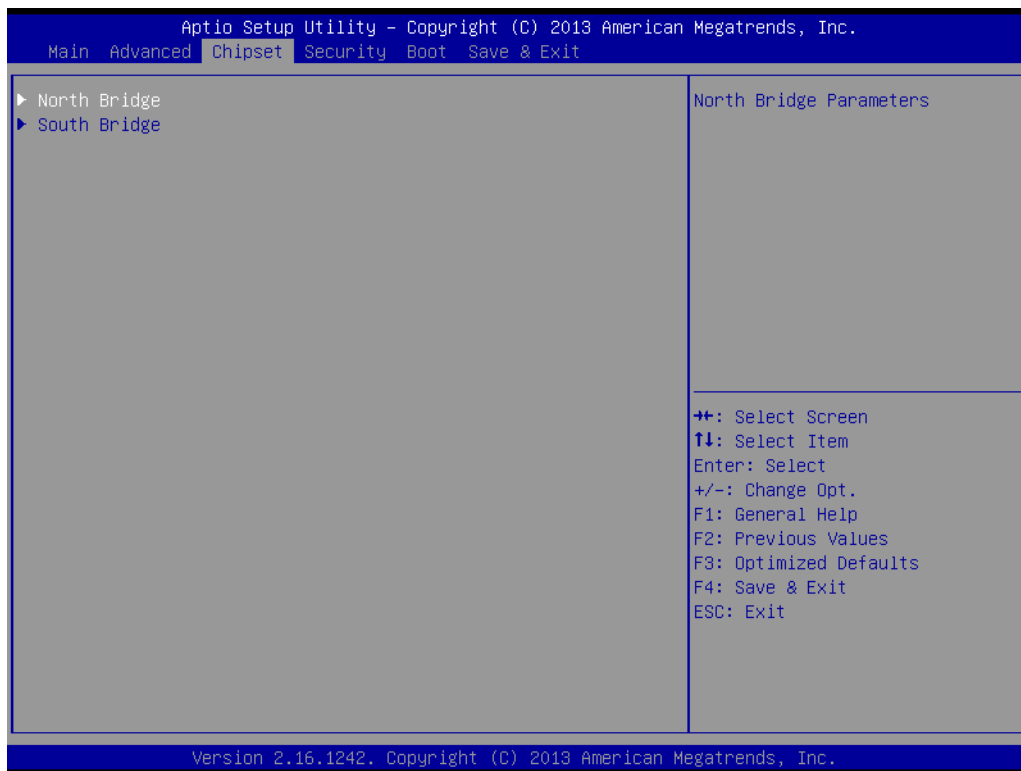 Aptio Setup Utility – Copyright (C) 2013 American Megatrends, Inc.
Main Advanced Chipset Security Boot Save & Exit
► North Bridge
► South Bridge
North Bridge Parameters
→←: Select Screen
↑↓: Select Item
Enter: Select
+/-: Change Opt.
F1: General Help
F2: Previous Values
F3: Optimized Defaults
F4: Save & Exit
ESC: Exit
Version 2.16.1242. Copyright (C) 2013 American Megatrends, Inc.